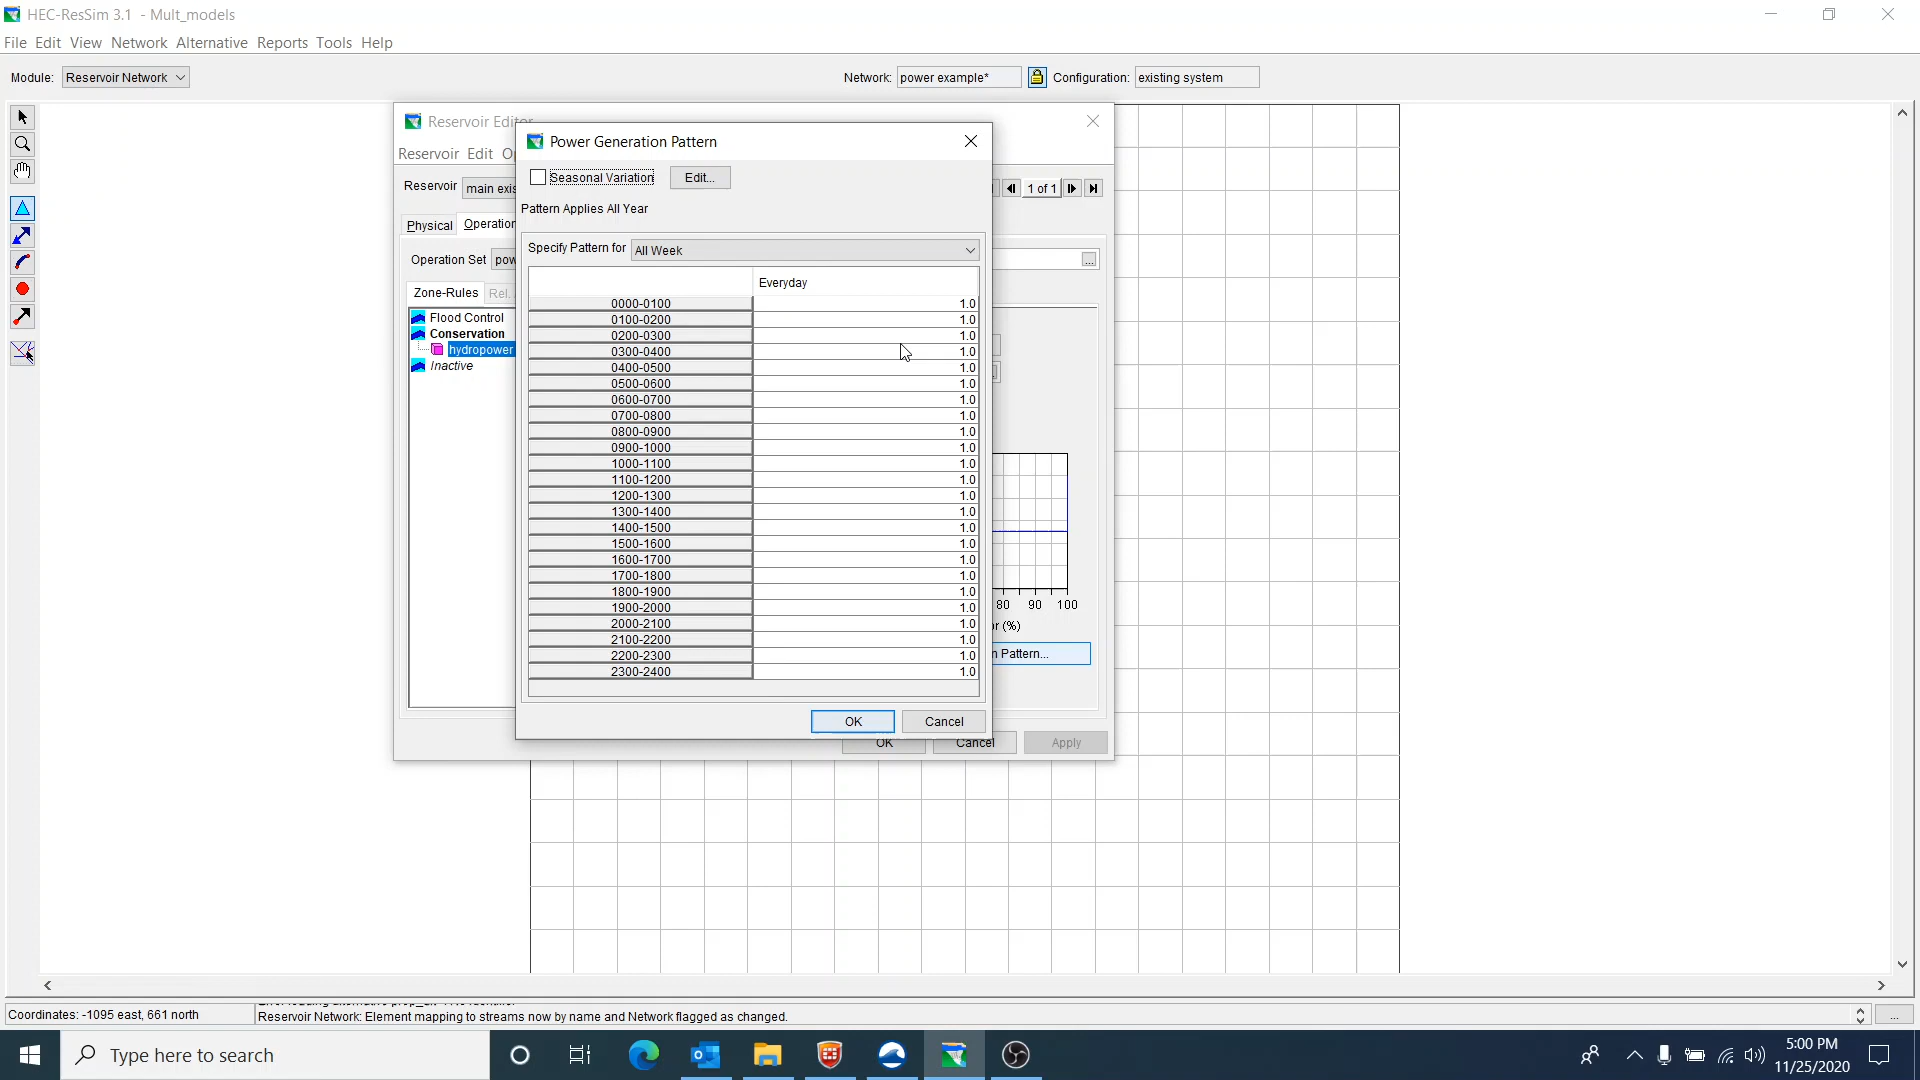 HEC-ResSim 3.1 - Mult_models
File Edit View Network Alternative Reports Tools Help
Module: Reservoir Network
Network: power example*
Configuration: existing system
Reservoir Editor
Power Generation Pattern
Reservoir Edit
Seasonal Variation
Edit...
Reservoir main
1 of 1
Pattern Applies All Year
Physical Operation
Specify Pattern for All Week
Operation Set
...
Zone-Rules
Everyday
Flood Control
Conservation
hydropower
Inactive
0000-0100 1.0
0100-0200 1.0
0200-0300 1.0
0300-0400 1.0
0400-0500 1.0
0500-0600 1.0
0600-0700 1.0
0700-0800 1.0
0800-0900 1.0
0900-1000 1.0
1000-1100 1.0
1100-1200 1.0
1200-1300 1.0
1300-1400 1.0
1400-1500 1.0
1500-1600 1.0
1600-1700 1.0
1700-1800 1.0
1800-1900 1.0
1900-2000 1.0
2000-2100 1.0
2100-2200 1.0
2200-2300 1.0
2300-2400 1.0
80 90 100
(%)
Pattern...
OK Cancel
OK Cancel Apply
Coordinates: -1095 east, 661 north
Reservoir Network: Element mapping to streams now by name and Network flagged as changed.
...
Type here to search
5:00 PM
11/25/2020